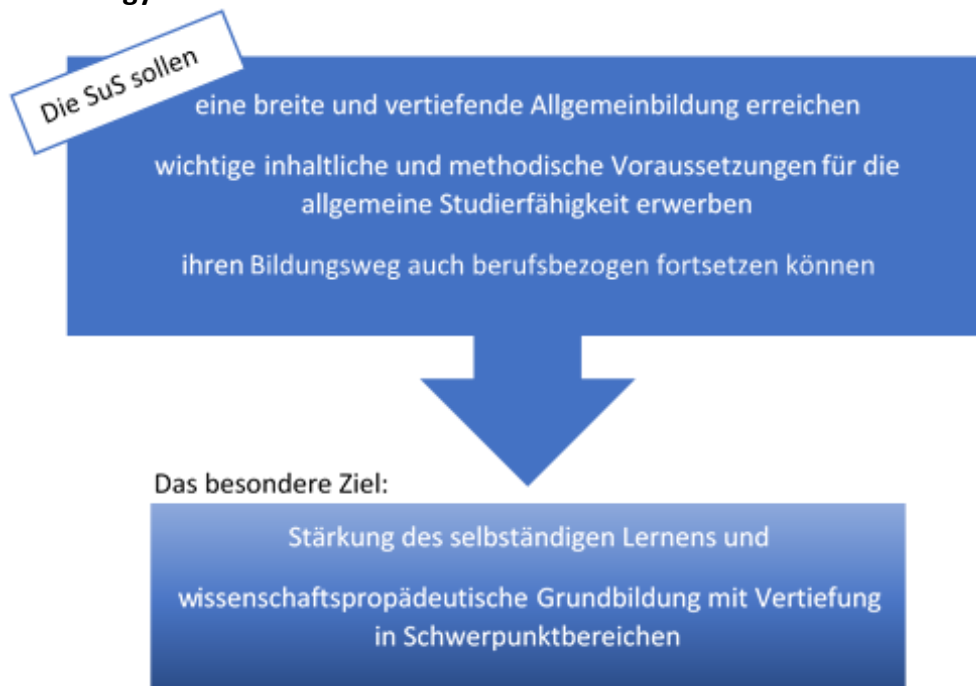 gy
Die SuS sollen
eine breite und vertiefende Allgemeinbildung erreichen
wichtige inhaltliche und methodische Voraussetzungen für die
allgemeine Studierfähigkeit erwerben
ihren Bildungsweg auch berufsbezogen fortsetzen können
Das besondere Ziel:
Stärkung des selbständigen Lernens und
wissenschaftspropädeutische Grundbildung mit Vertiefung
in Schwerpunktbereichen